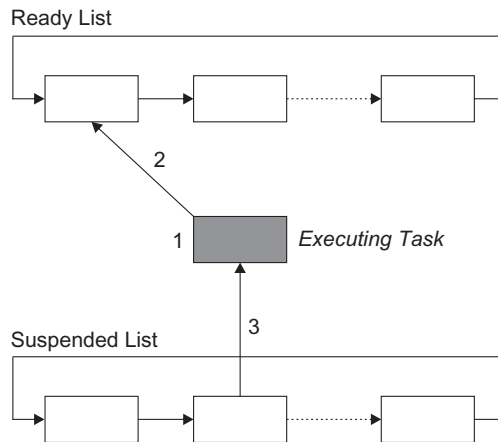 Ready List
2
1
Executing Task
3
Suspended List